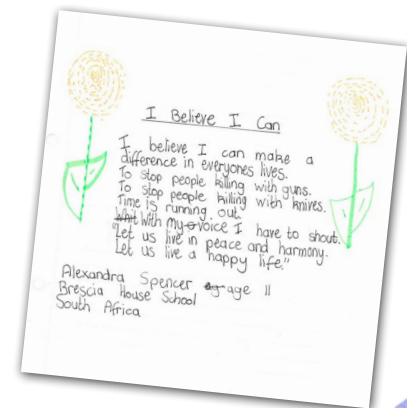 I Believe I Can
I believe I can make a
difference in everyones lives.
To stop people killing with guns.
To stop people killing with knives.
Time is running out.
With my voice I have to shout.
"Let us live in peace and harmony.
Let us live a happy life."
Alexandra Spencer age 11
Brescia House School
South Africa